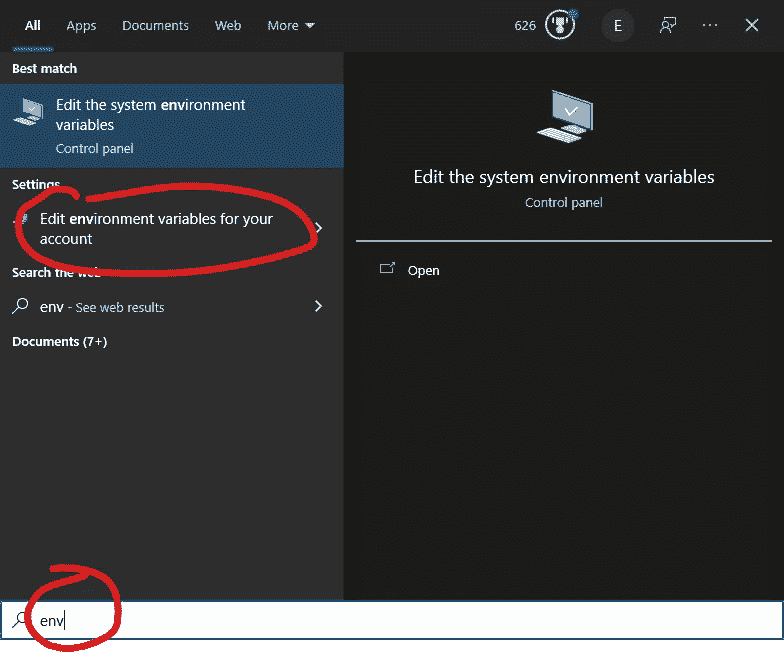 All Apps Documents Web More 626 E ...
Best match
Edit the system environment
variables
Control panel
Settings
Edit environment variables for your
account
Search the web
env - See web results
Documents (7+)
Edit the system environment variables
Control panel
Open
env